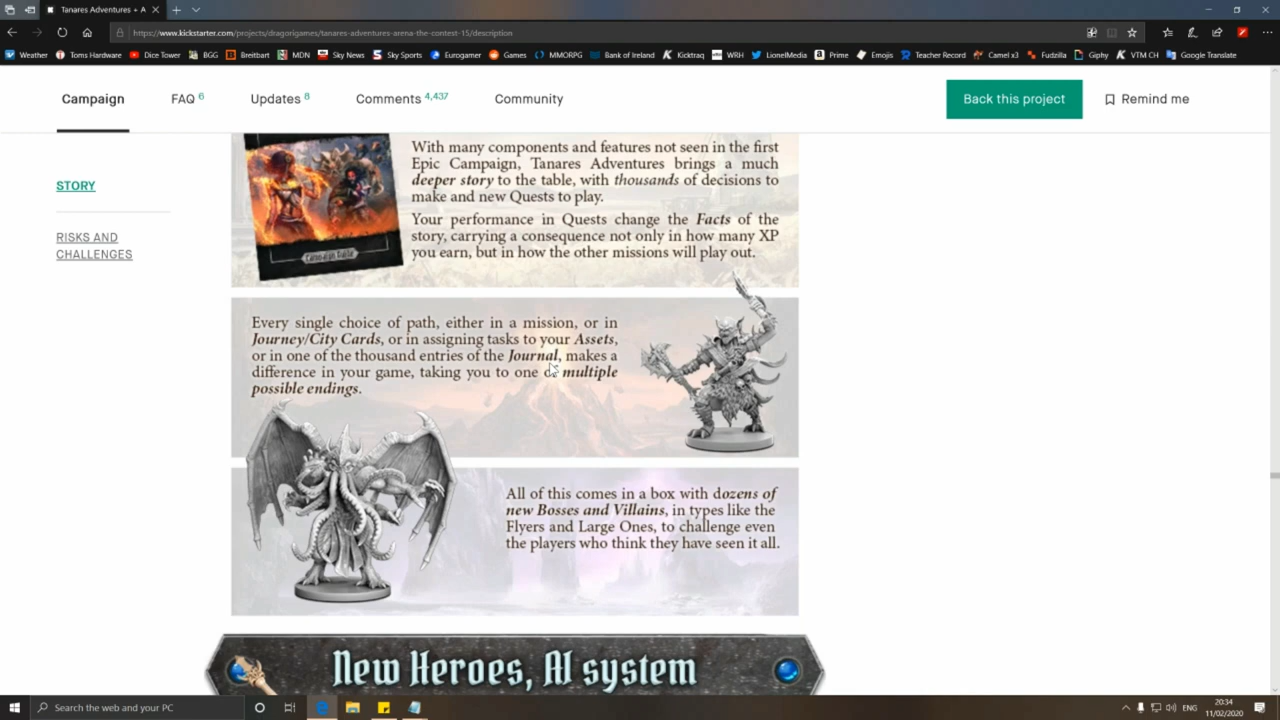 Tanares Adventures + A
https://www.kickstarter.com/projects/dragorigames/tanares-adventures-arena-the-contest-15/description
Weather Toms Hardware Dice Tower BGG Breitbart MDN Sky News Sky Sports Eurogamer Games MMORPG Bank of Ireland Kicktraq WRH LionelMedia Prime Emojis Teacher Record Camel x3 Fudzilla Giphy VTM CH Google Translate
Campaign FAQ 6 Updates 8 Comments 4,437 Community Back this project Remind me
STORY
RISKS AND
CHALLENGES
With many components and features not seen in the first
Epic Campaign, Tanares Adventures brings a much
deeper story to the table, with thousands of decisions to
make and new Quests to play.
Your performance in Quests change the Facts of the
story, carrying a consequence not only in how many XP
you earn, but in how the other missions will play out.
Every single choice of path, either in a mission, or in
Journey/City Cards, or in assigning tasks to your Assets,
or in one of the thousand entries of the Journal, makes a
difference in your game, taking you to one of multiple
possible endings.
All of this comes in a box with dozens of
new Bosses and Villains, in types like the
Flyers and Large Ones, to challenge even
the players who think they have seen it all.
New Heroes, AI system
Search the web and your PC
ENG
20:34
11/02/2020